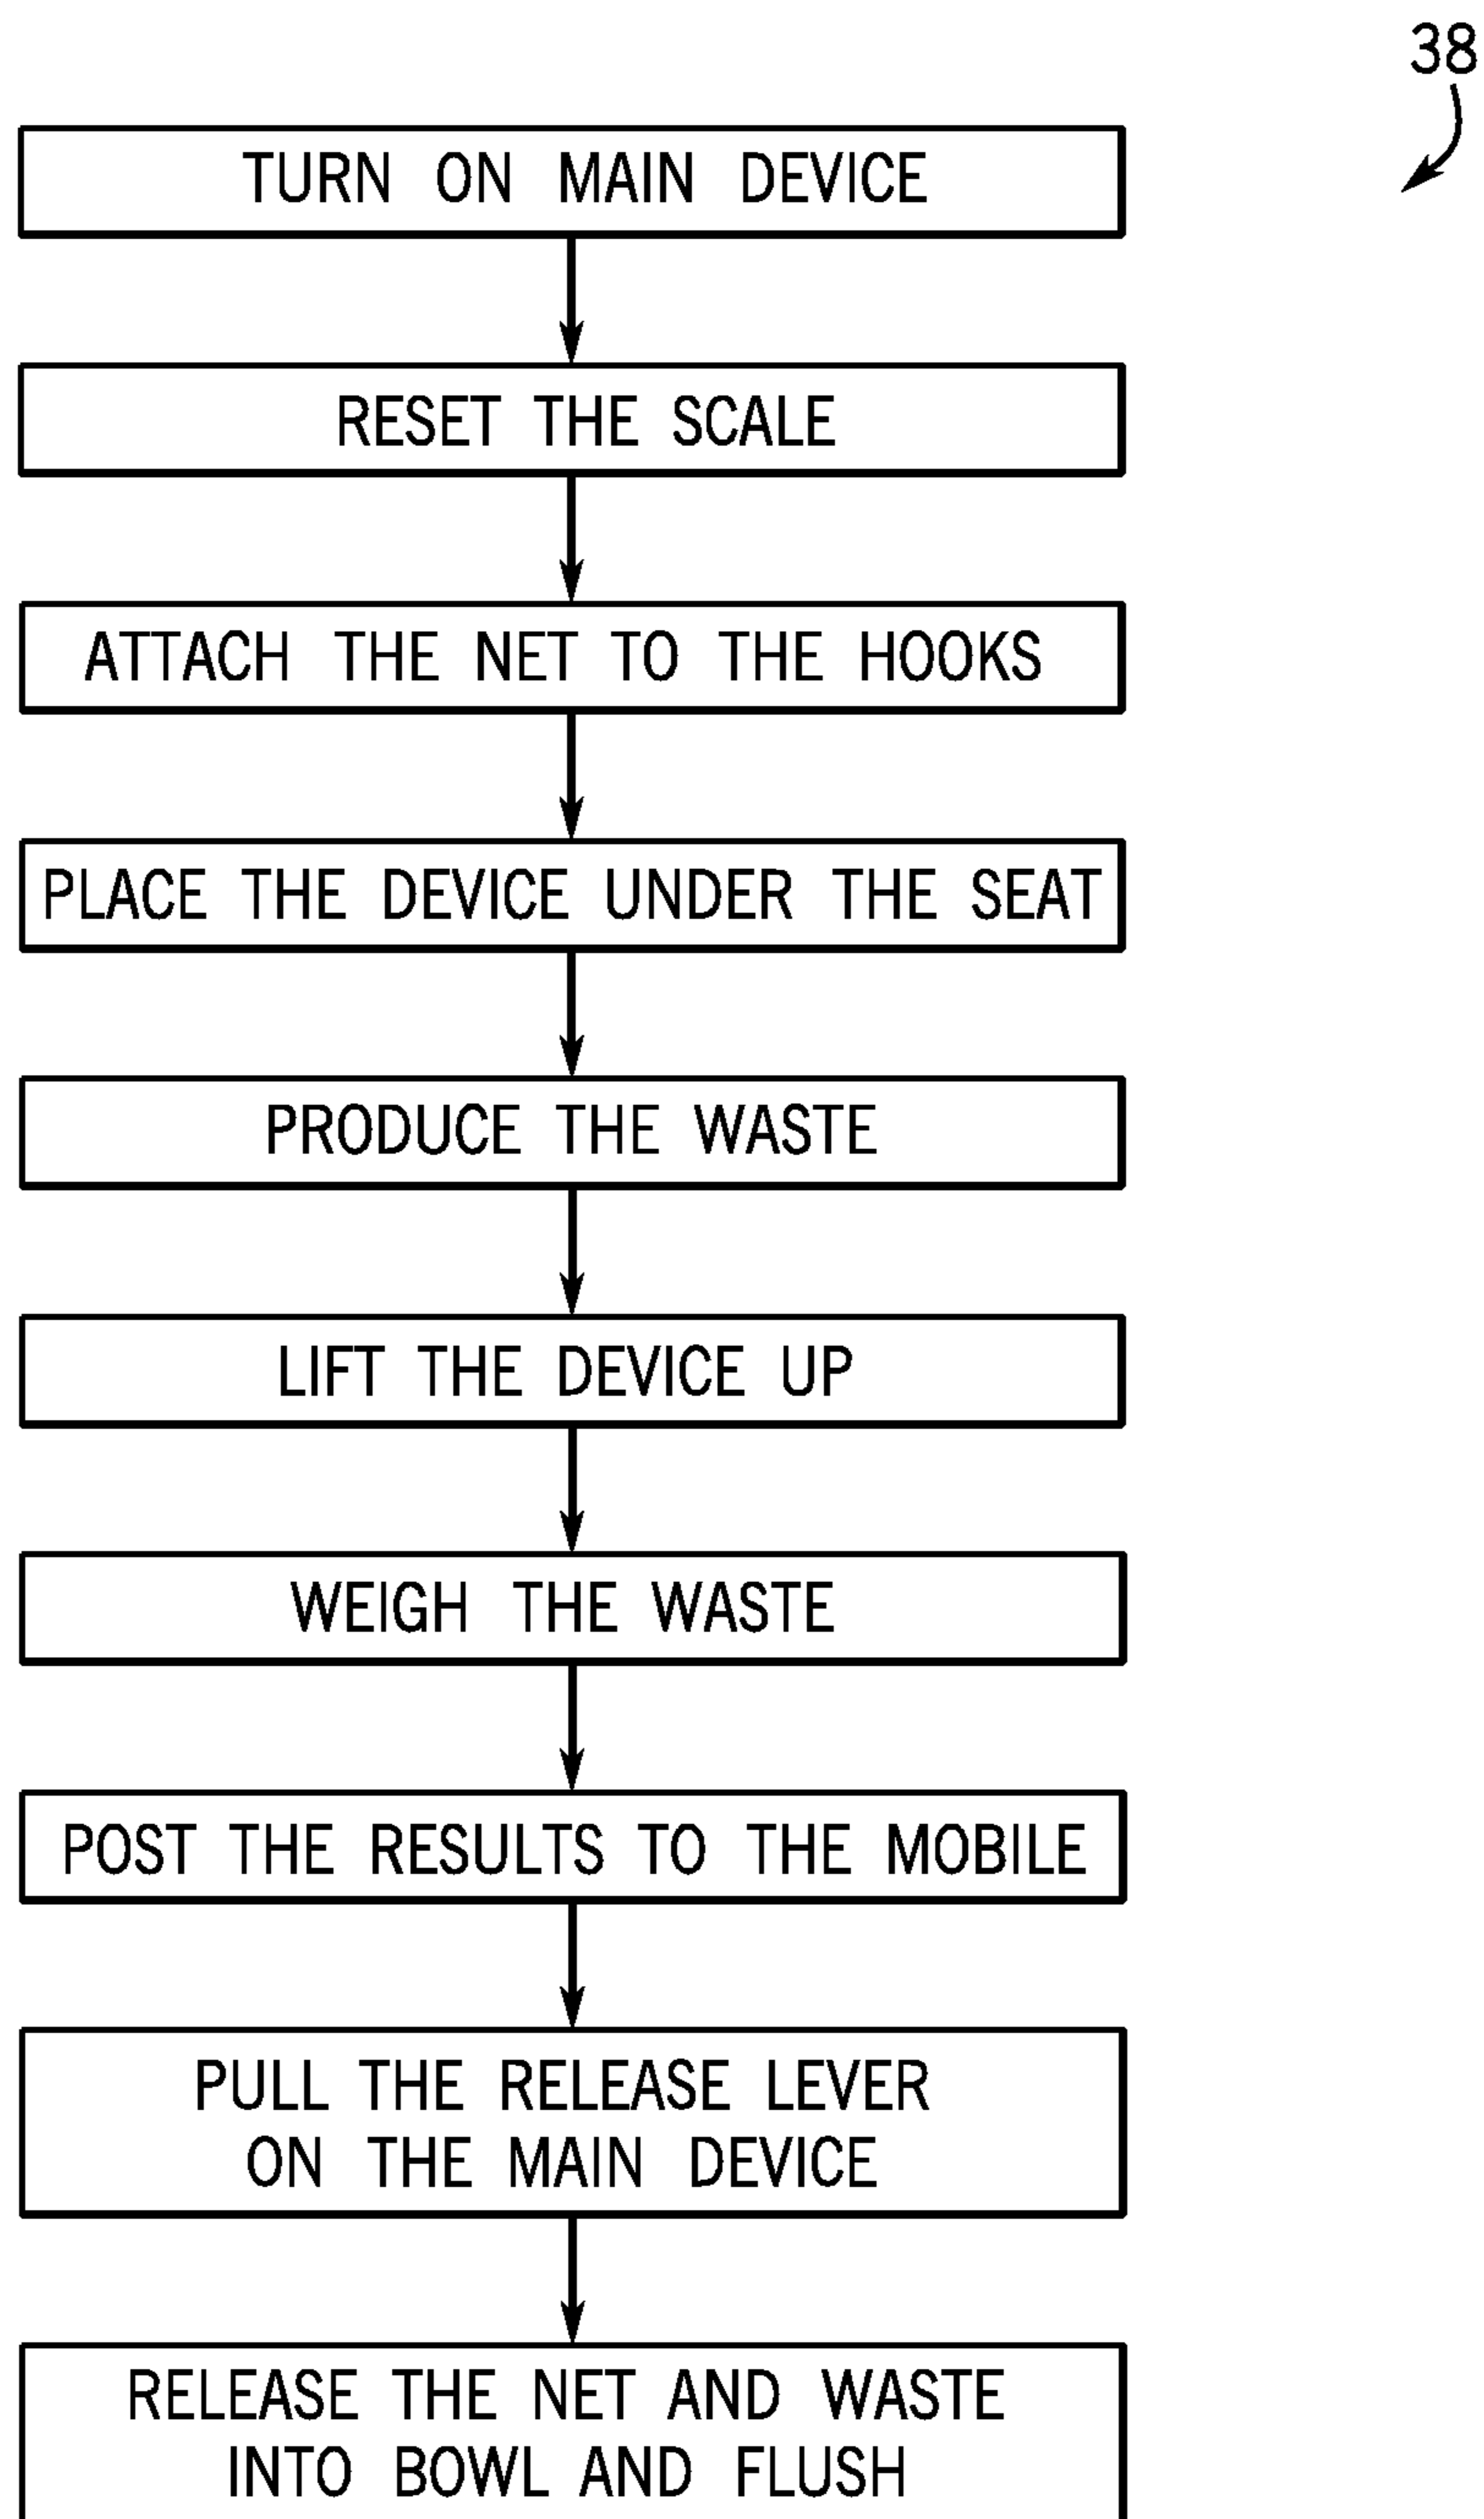 38
TURN ON MAIN DEVICE
RESET THE SCALE
ATTACH THE NET TO THE HOOKS
PLACE THE DEVICE UNDER THE SEAT
PRODUCE THE WASTE
LIFT THE DEVICE UP
WEIGH THE WASTE
POST THE RESULTS TO THE MOBILE
PULL THE RELEASE LEVER
ON THE MAIN DEVICE
RELEASE THE NET AND WASTE
INTO BOWL AND FLUSH